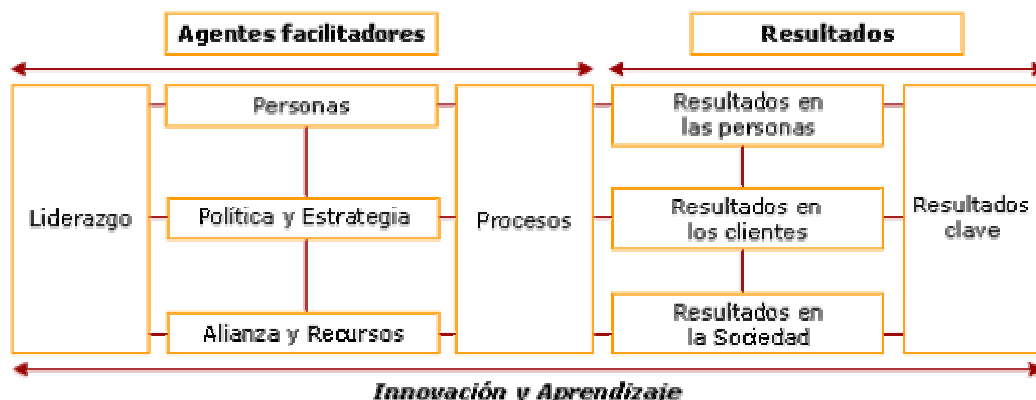 Agentes facilitadores
Resultados
Liderazgo
Personas
Política y Estrategia
Alianza y Recursos
Procesos
Resultados en
las personas
Resultados en
los clientes
Resultados en
la Sociedad
Resultados
clave
Innovación y Aprendizaje